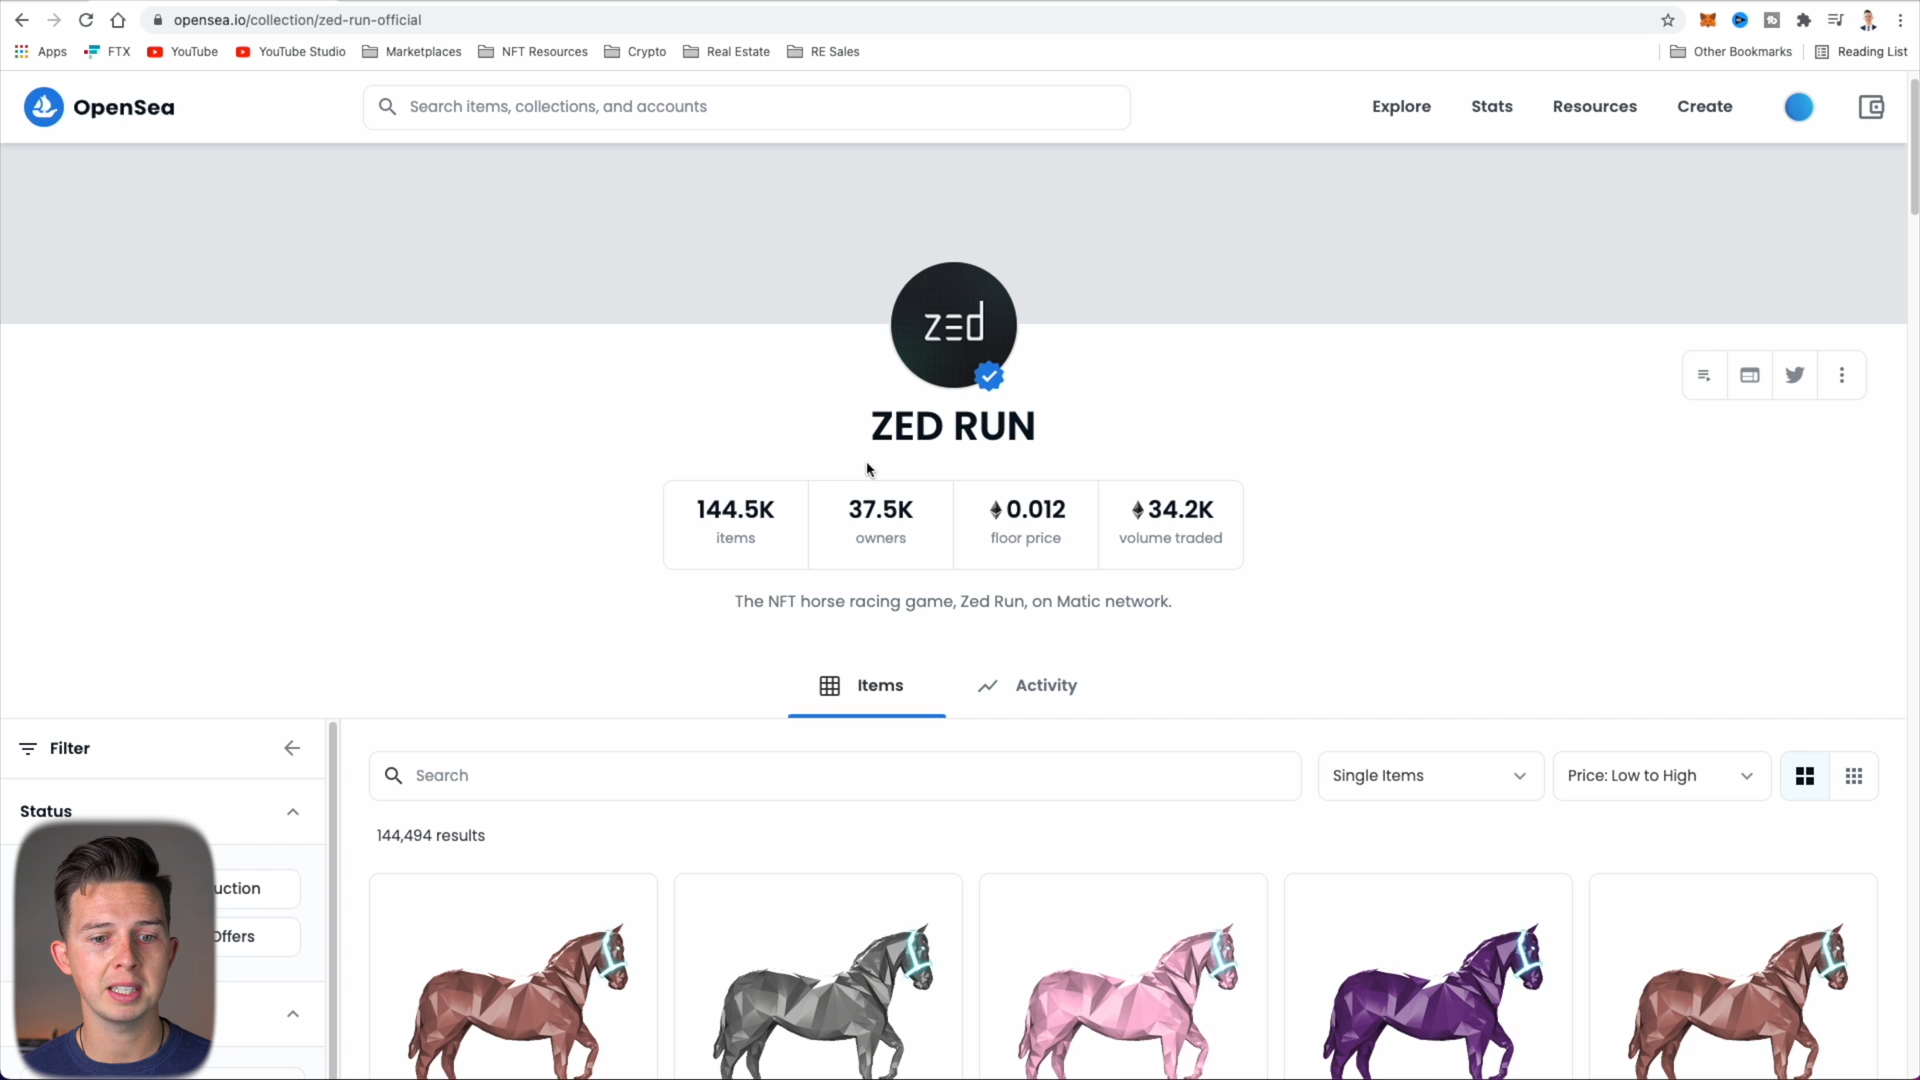 opensea.io/collection/zed-run-official
Apps FTX YouTube YouTube Studio Marketplaces NFT Resources Crypto Real Estate RE Sales Other Bookmarks Reading List
OpenSea Search items, collections, and accounts Explore Stats Resources Create
zed
ZED RUN
144.5K 37.5K 0.012 34.2K
items owners floor price volume traded
The NFT horse racing game, Zed Run, on Matic network.
Items Activity
Filter
Search Single Items Price: Low to High
Status
144,494 results
uction
Offers